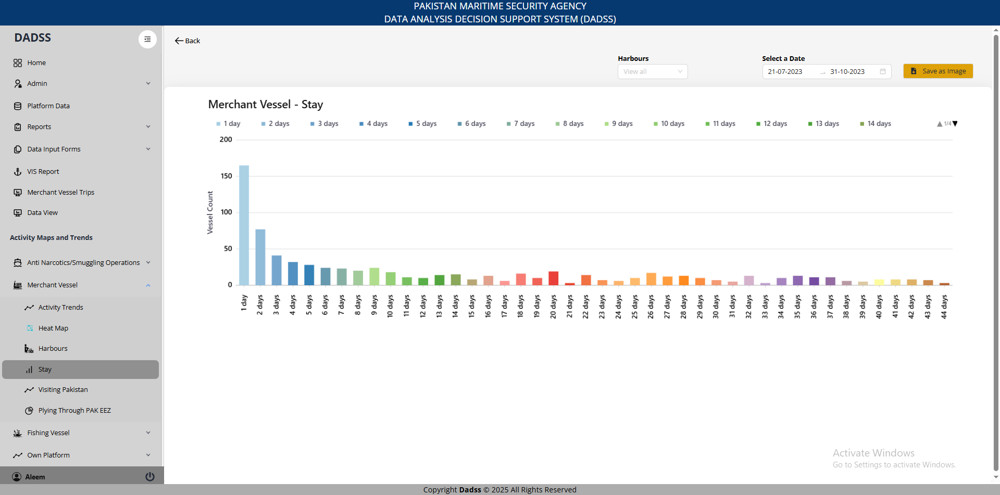 PAKISTAN MARITIME SECURITY AGENCY
DATA ANALYSIS DECISION SUPPORT SYSTEM (DADSS)
DADSS
Home
Admin
Platform Data
Reports
Data Input Forms
VIS Report
Merchant Vessel Trips
Data View
Activity Maps and Trends
Anti Narcotics/Smuggling Operations
Merchant Vessel
Activity Trends
Heat Map
Harbours
Stay
Visiting Pakistan
Plying Through PAK EEZ
Fishing Vessel
Own Platform
Aleem
Back
Harbours
View all
Select a Date
21-07-2023
31-10-2023
Save as Image
Merchant Vessel - Stay
1 day 2 days 3 days 4 days 5 days 6 days 7 days 8 days 9 days 10 days 11 days 12 days 13 days 14 days 1/4
200
150
100
50
0
Vessel Count
1 day 2 days 3 days 4 days 5 days 6 days 7 days 8 days 9 days 10 days 11 days 12 days 13 days 14 days 15 days 16 days 17 days 18 days 19 days 20 days 21 days 22 days 23 days 24 days 25 days 26 days 27 days 28 days 29 days 30 days 31 days 32 days 33 days 34 days 35 days 36 days 37 days 38 days 39 days 40 days 41 days 42 days 43 days 44 days
Activate Windows
Go to Settings to activate Windows.
Copyright Dadss © 2025 All Rights Reserved